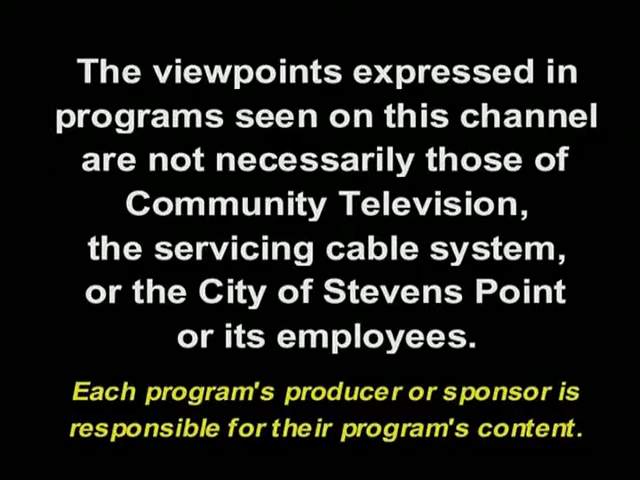 The viewpoints expressed in
programs seen on this channel
are not necessarily those of
Community Television,
the servicing cable system,
or the City of Stevens Point
or its employees.
Each program's producer or sponsor is
responsible for their program's content.